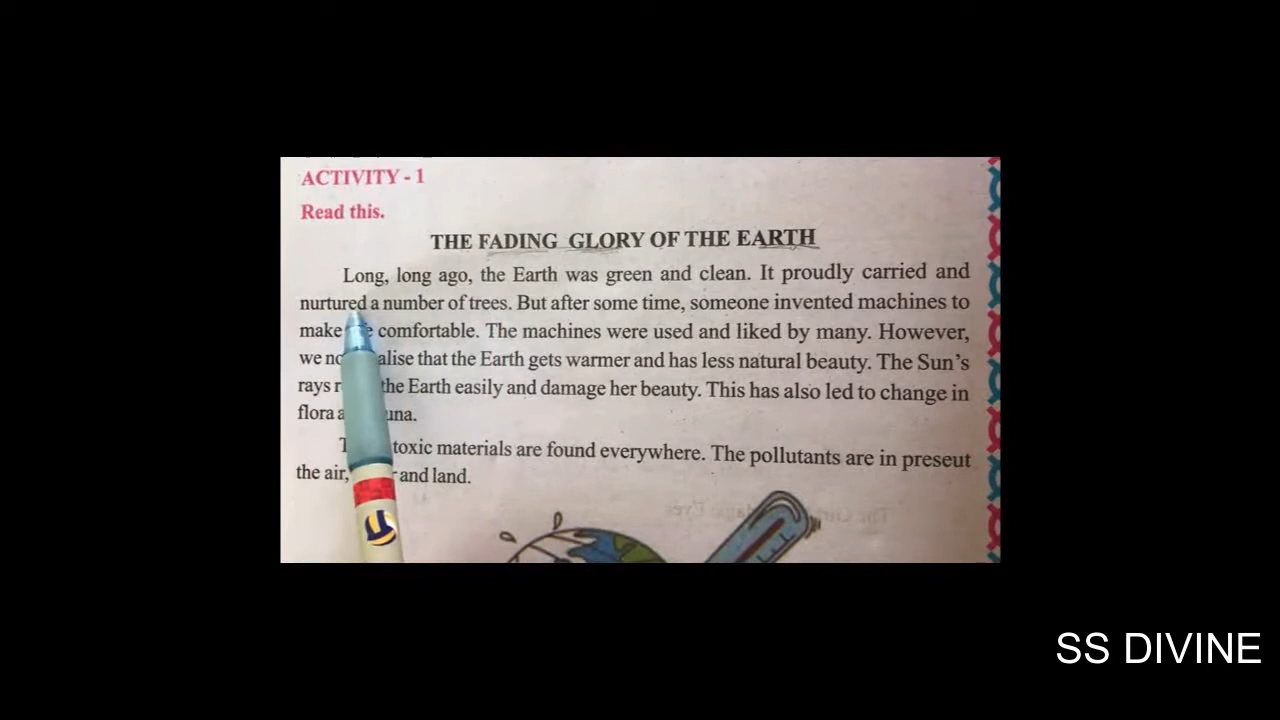 ACTIVITY - 1
Read this.
THE FADING GLORY OF THE EARTH
Long, long ago, the Earth was green and clean. It proudly carried and
nurtured a number of trees. But after some time, someone invented machines to
make comfortable. The machines were used and liked by many. However,
we that the Earth gets warmer and has less natural beauty. The Sun's
rays the Earth easily and damage her beauty. This has also led to change in
flora
toxic materials are found everywhere. The pollutants are in preseut
the air, and land.
SS DIVINE